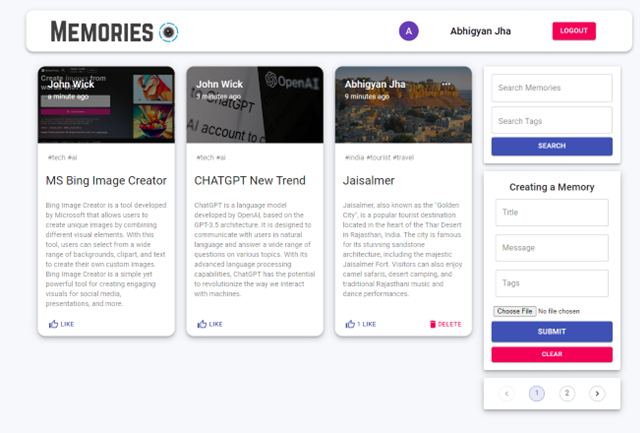 MEMORIES
A
Abhigyan Jha
LOGOUT
John Wick
a minute ago
#tech #ai
MS Bing Image Creator
Bing Image Creator is a tool developed
by Microsoft that allows users to
create unique images by combining
different visual elements. With this
tool, users can select from a wide
range of backgrounds, clipart, and text
to create their own custom images.
Bing Image Creator is a simple yet
powerful tool for creating engaging
visuals for social media,
presentations, and more.
LIKE
John Wick
3 minutes ago
ChatGPT
AI account to c
OpenAI
#tech #ai
CHATGPT New Trend
ChatGPT is a language model
developed by OpenAI, based on the
GPT-3.5 architecture. It is designed to
communicate with users in natural
language and answer a wide range of
questions on various topics. With its
advanced language processing
capabilities, ChatGPT has the potential
to revolutionize the way we interact
with machines.
LIKE
Abhigyan Jha
...
9 minutes ago
#india #tourist #travel
Jaisalmer
Jaisalmer, also known as the "Golden
City", is a popular tourist destination
located in the heart of the Thar Desert
in Rajasthan, India. The city is famous
for its stunning sandstone
architecture, including the majestic
Jaisalmer Fort. Visitors can also enjoy
camel safaris, desert camping, and
traditional Rajasthani music and
dance performances.
1 LIKE
DELETE
Search Memories
Search Tags
SEARCH
Creating a Memory
Title
Message
Tags
Choose File No file chosen
SUBMIT
CLEAR
‹ 1 2 ›